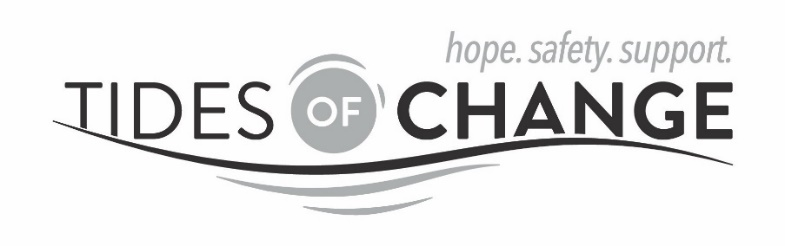 hope. safety. support.
TIDES OF CHANGE